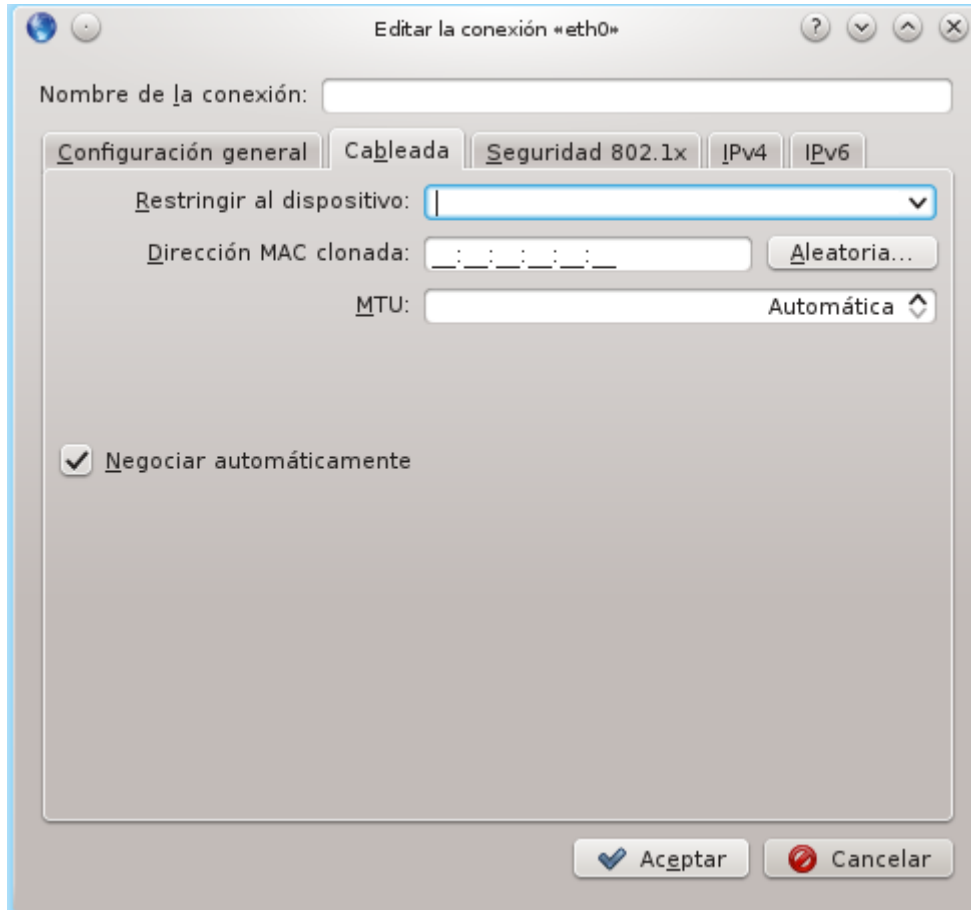 Editar la conexión «eth0»
Nombre de la conexión:
Configuración general Cableada Seguridad 802.1x IPv4 IPv6
Restringir al dispositivo:
Dirección MAC clonada: __:__:__:__:__:__ Aleatoria...
MTU: Automática
Negociar automáticamente
Aceptar Cancelar